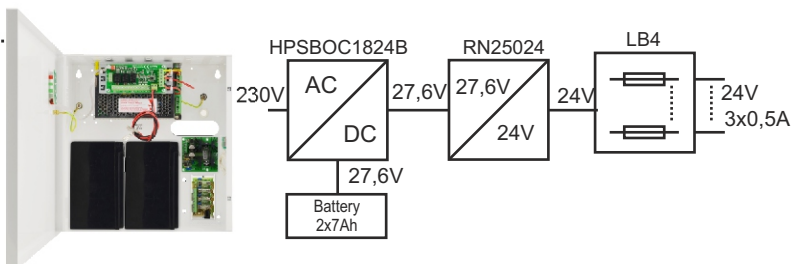 HPSBOC1824B
RN25024
LB4
230V
AC
DC
27,6V
27,6V
24V
24V
24V
3x0,5A
27,6V
Battery
2x7Ah